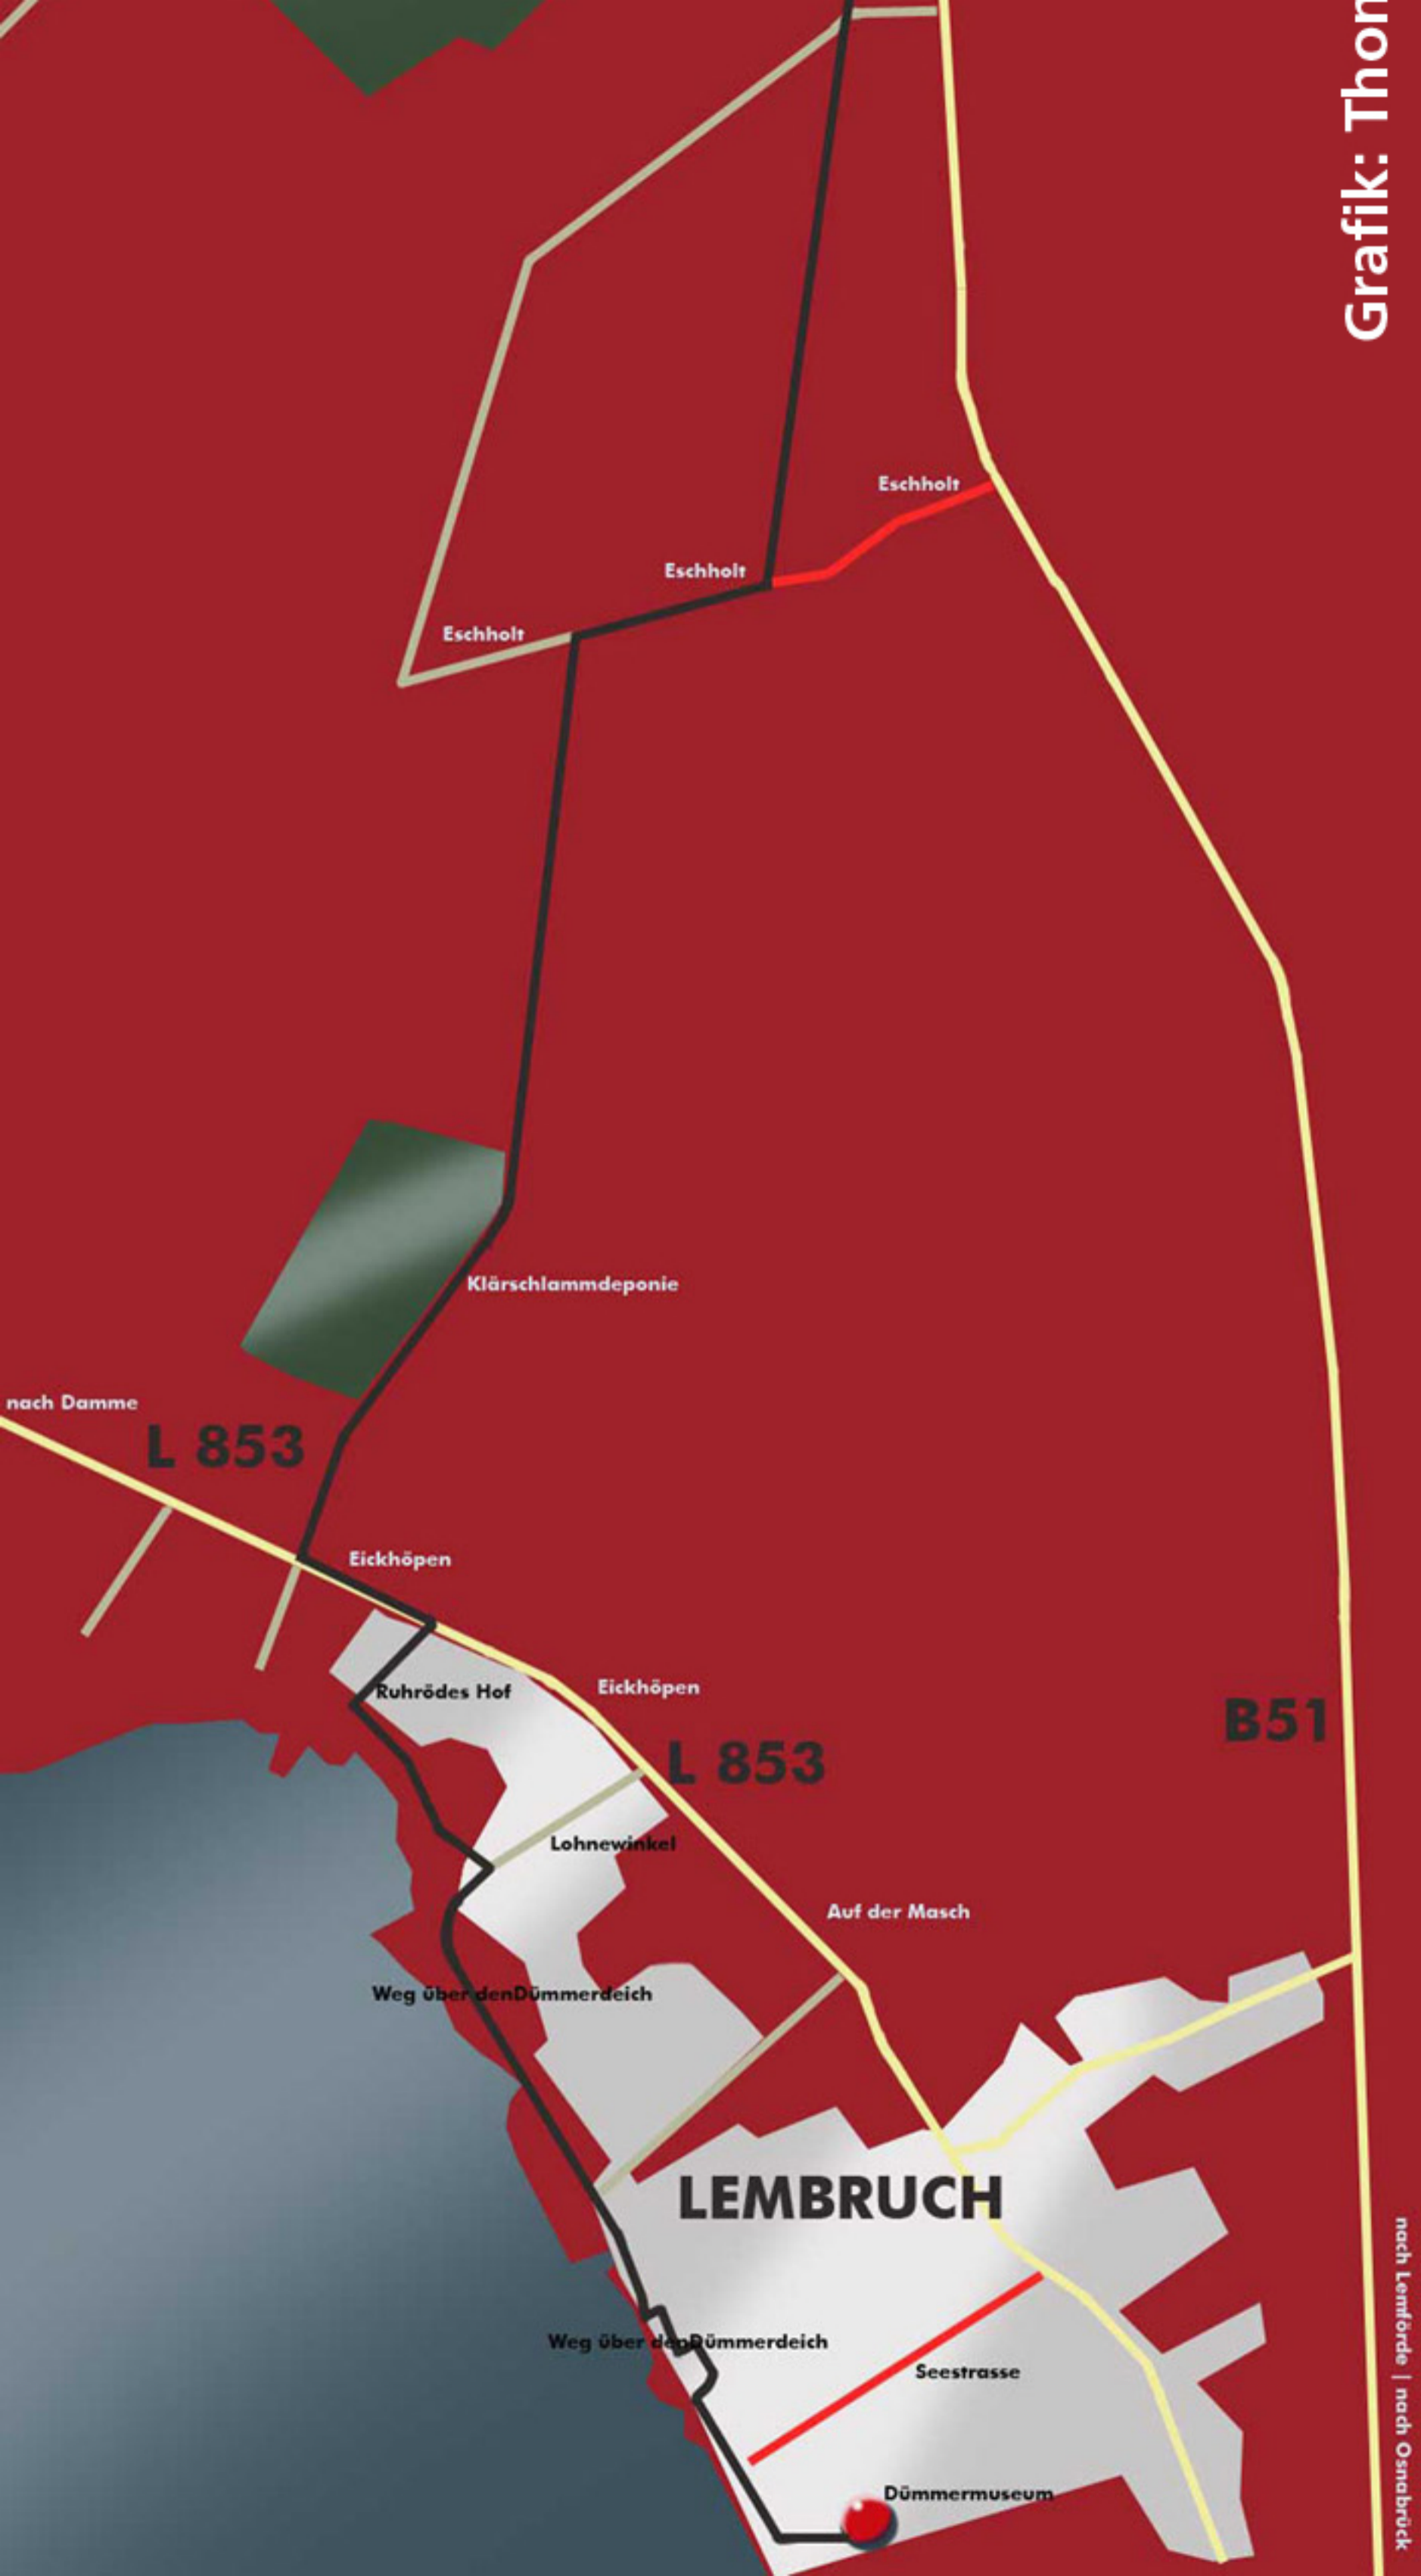 Grafik: Thom
Eschholt
Eschholt
Eschholt
Klärschlammdeponie
nach Damme
L 853
Eickhöpen
Ruhrödes Hof
Eickhöpen
B51
L 853
Lohnewinkel
Auf der Masch
Weg über denDümmerdeich
LEMBRUCH
nach Lemförde | nach Osnabrück
Weg über denDümmerdeich
Seestrasse
Dümmermuseum